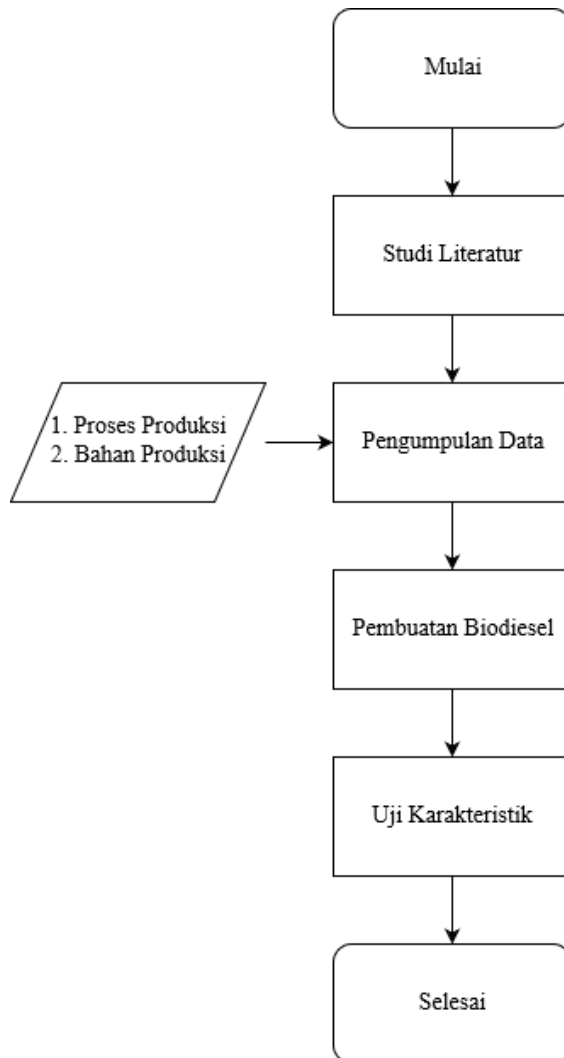 Mulai
Studi Literatur
1. Proses Produksi
2. Bahan Produksi
Pengumpulan Data
Pembuatan Biodiesel
Uji Karakteristik
Selesai